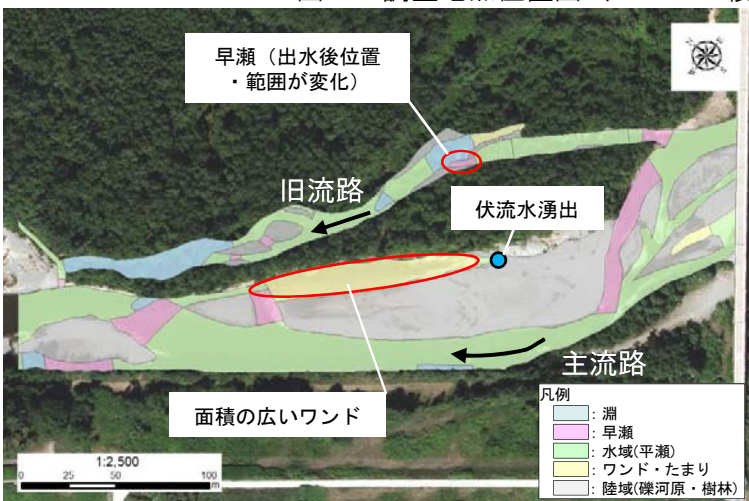 早瀬（出水後位置
・範囲が変化）
旧流路
伏流水湧出
主流路
面積の広いワンド
凡例
：淵
：早瀬
：水域(平瀬)
：ワンド・たまり
：陸域(礫河原・樹林)
1:2,500
0 25 50 100
m